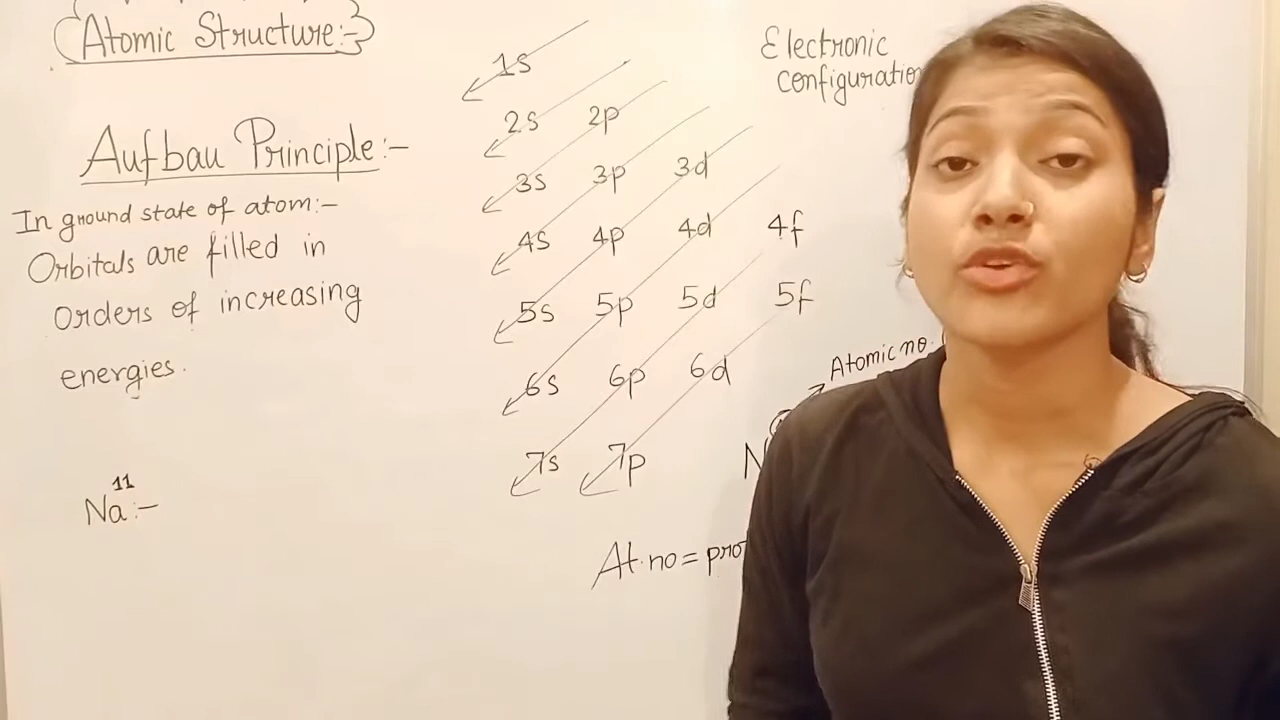 Atomic Structure:-
Aufbau Principle:-
In ground state of atom:-
Orbitals are filled in
orders of increasing
energies.
11
Na:-
1s
2s 2p
3s 3p 3d
4s 4p 4d 4f
5s 5p 5d 5f
6s 6p 6d
7s 7p
Electronic
configuration
Atomic no.
N
At.no = pro